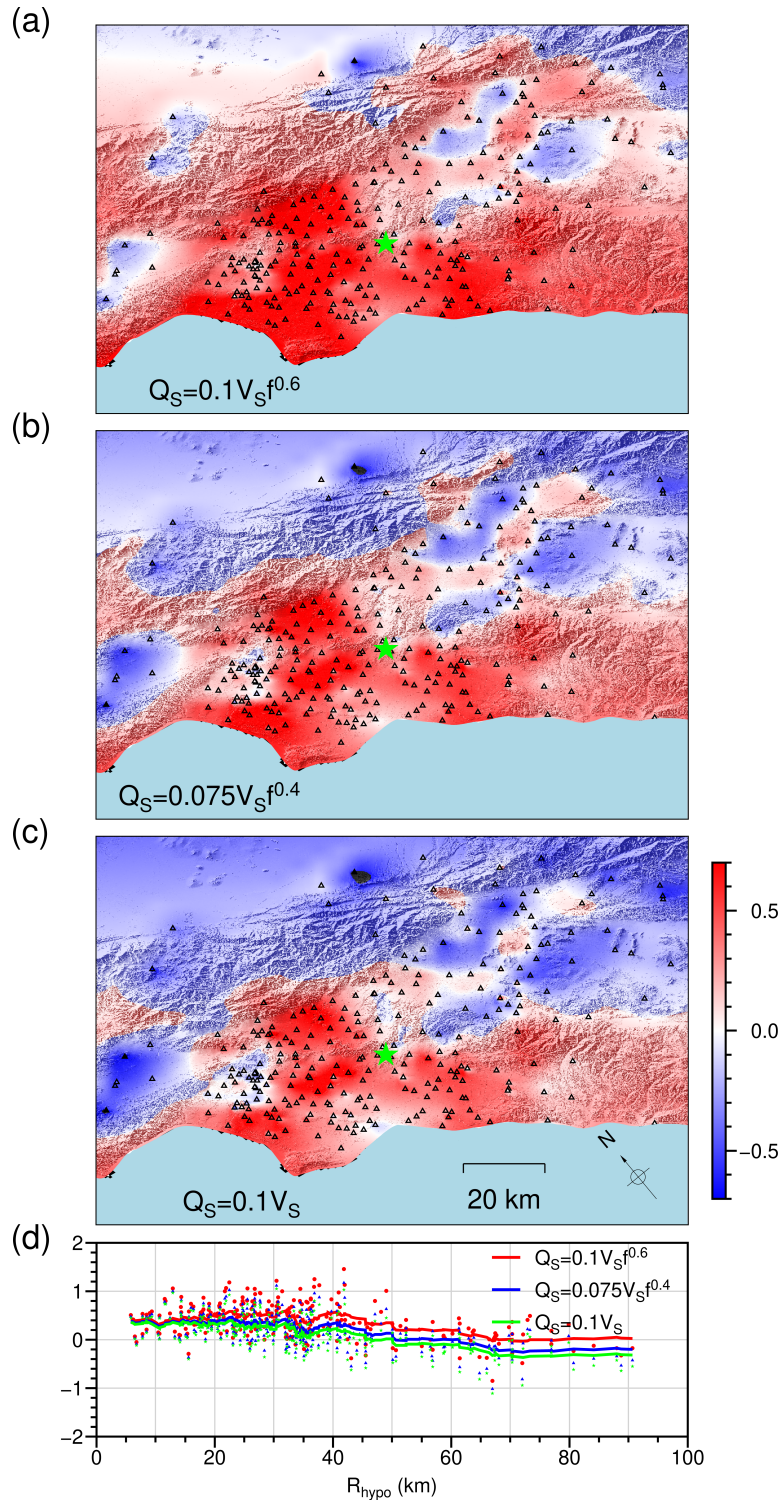 (a)
Q_S=0.1V_Sf^0.6
(b)
Q_S=0.075V_Sf^0.4
(c)
0.5
0.0
−0.5
N
Q_S=0.1V_S
20 km
(d)
2
1
0
−1
−2
Q_S=0.1V_Sf^0.6
Q_S=0.075V_Sf^0.4
Q_S=0.1V_S
0 20 40 60 80 100
R_hypo (km)